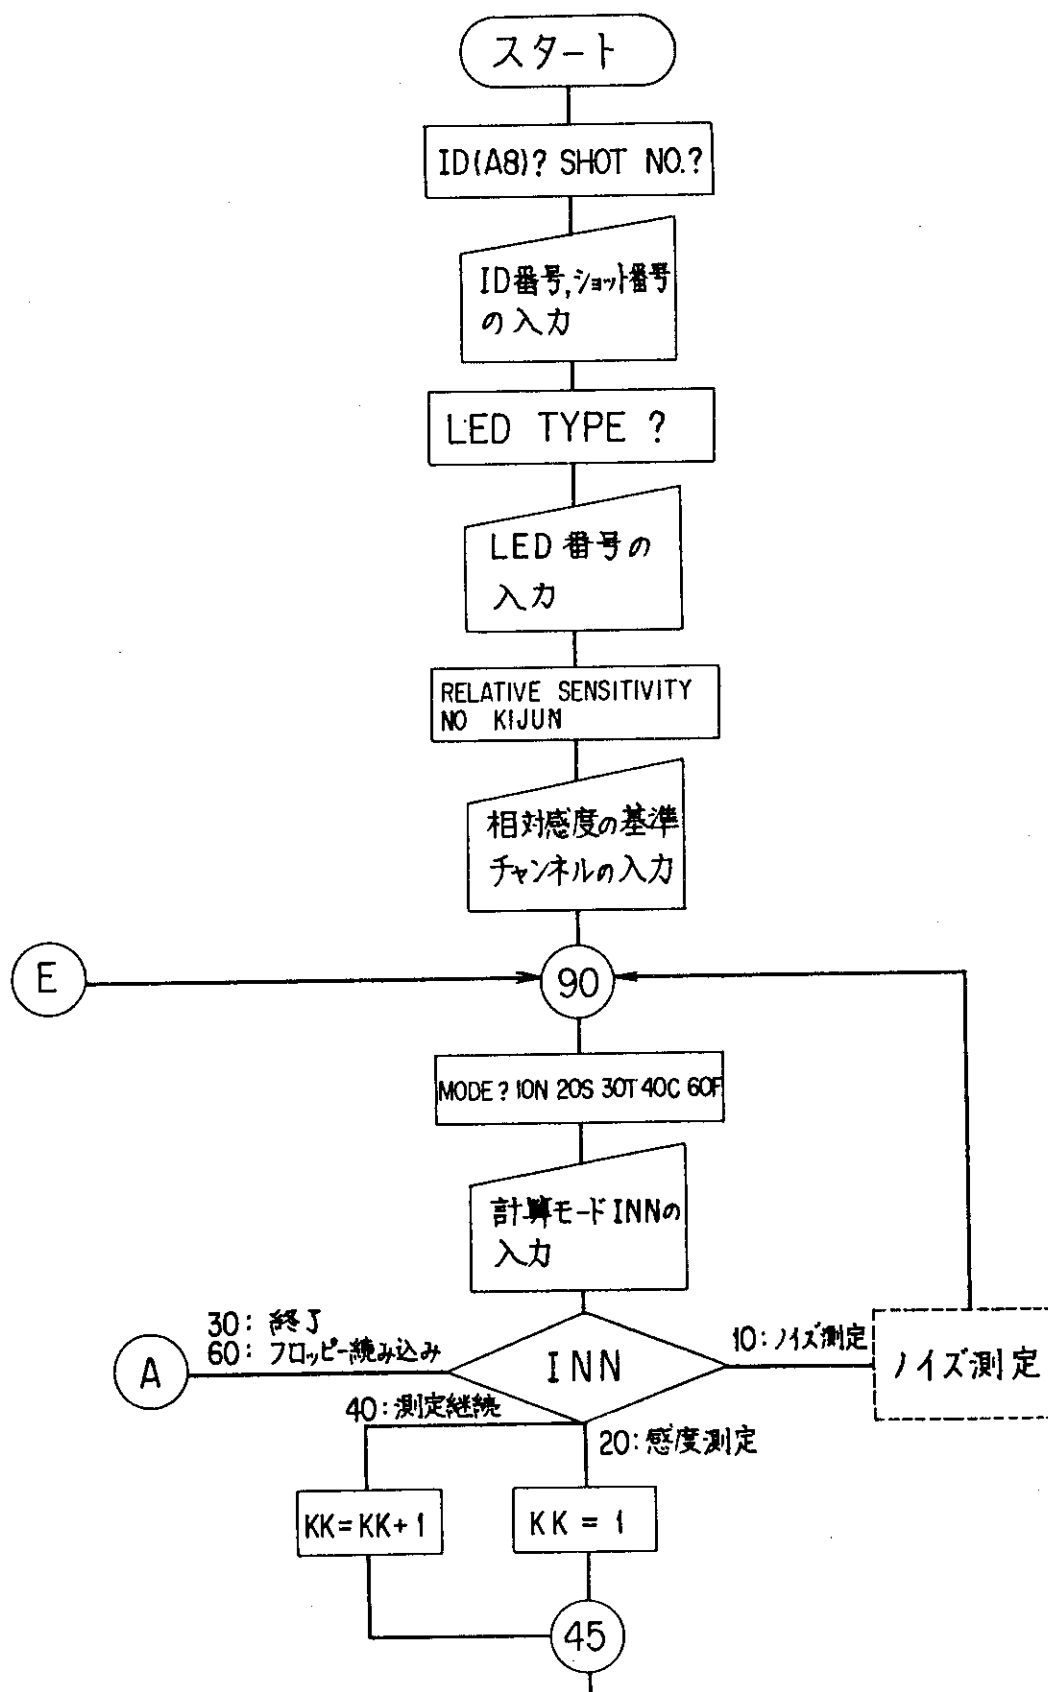 スタート
ID(A8)? SHOT NO.?
ID番号,ショット番号
の入力
LED TYPE ?
LED 番号の
入力
RELATIVE SENSITIVITY
NO KIJUN
相対感度の基準
チャンネルの入力
E
90
MODE? 10N 20S 30T 40C 60F
計算モード INNの
入力
30: 終了
60: フロッピー読み込み
A
INN
10:ノイズ測定
ノイズ測定
40:測定継続
20:感度測定
KK=KK+1
KK = 1
45